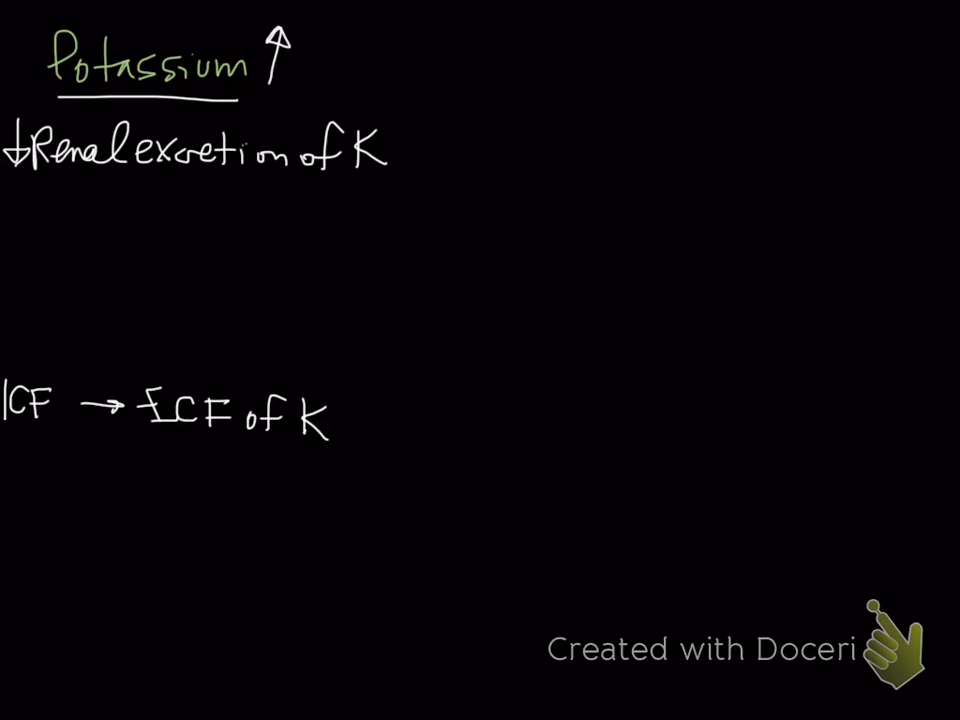 Potassium ↑
↓ Renal excretion of K
ICF → ECF of K
Created with Doceri